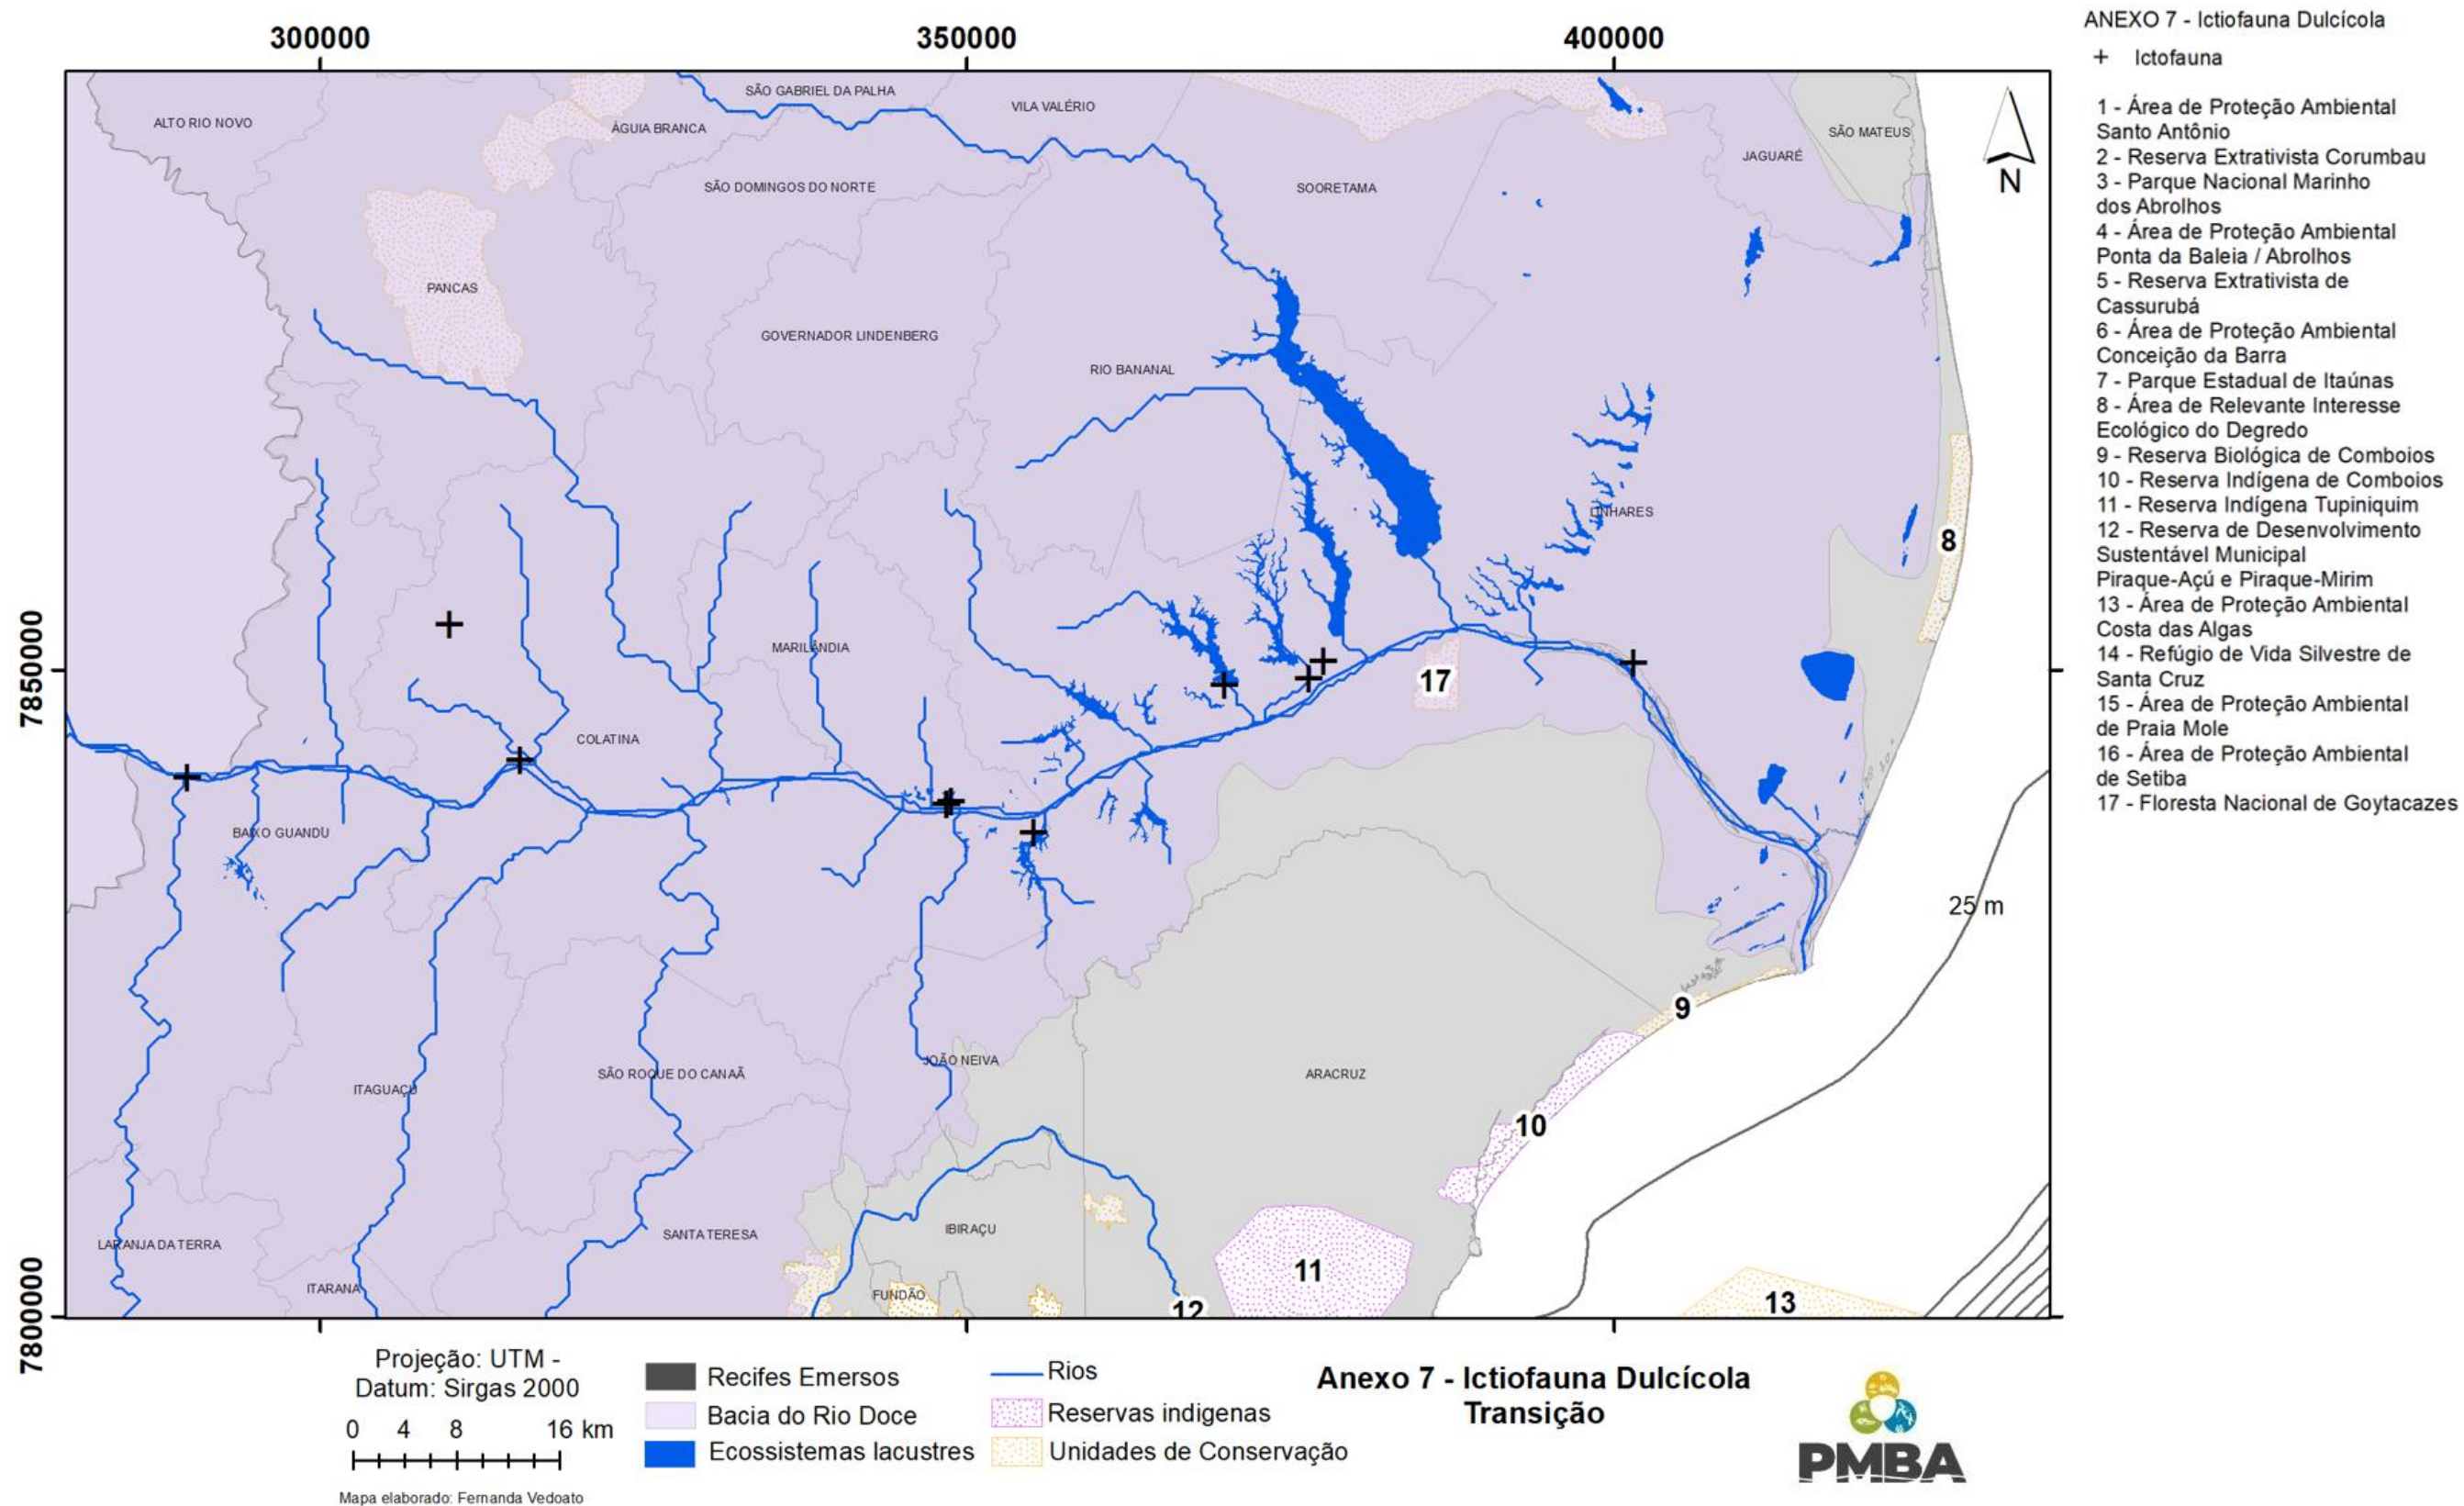 300000
350000
400000
ANEXO 7 - Ictiofauna Dulcícola
+ Ictofauna
1 - Área de Proteção Ambiental
Santo Antônio
2 - Reserva Extrativista Corumbau
3 - Parque Nacional Marinho
dos Abrolhos
4 - Área de Proteção Ambiental
Ponta da Baleia / Abrolhos
5 - Reserva Extrativista de
Cassurubá
6 - Área de Proteção Ambiental
Conceição da Barra
7 - Parque Estadual de Itaúnas
8 - Área de Relevante Interesse
Ecológico do Degredo
9 - Reserva Biológica de Comboios
10 - Reserva Indígena de Comboios
11 - Reserva Indígena Tupiniquim
12 - Reserva de Desenvolvimento
Sustentável Municipal
Piraque-Açú e Piraque-Mirim
13 - Área de Proteção Ambiental
Costa das Algas
14 - Refúgio de Vida Silvestre de
Santa Cruz
15 - Área de Proteção Ambiental
de Praia Mole
16 - Área de Proteção Ambiental
de Setiba
17 - Floresta Nacional de Goytacazes
SÃO GABRIEL DA PALHA
VILA VALÉRIO
ALTO RIO NOVO
ÁGUIA BRANCA
SÃO MATEUS
JAGUARÉ
N
SÃO DOMINGOS DO NORTE
SOORETAMA
PANCAS
GOVERNADOR LINDENBERG
RIO BANANAL
LINHARES
8
7850000
MARILÂNDIA
17
COLATINA
BAIXO GUANDU
25 m
9
JOÃO NEIVA
SÃO ROQUE DO CANAÃ
ARACRUZ
ITAGUAÇU
10
IBIRAÇU
SANTA TERESA
LARANJA DA TERRA
11
ITARANA
FUNDÃO
12
13
7800000
Projeção: UTM -
Datum: Sirgas 2000
0 4 8 16 km
Mapa elaborado: Fernanda Vedoato
Recifes Emersos
Bacia do Rio Doce
Ecossistemas lacustres
Rios
Reservas indigenas
Unidades de Conservação
Anexo 7 - Ictiofauna Dulcícola
Transição
PMBA